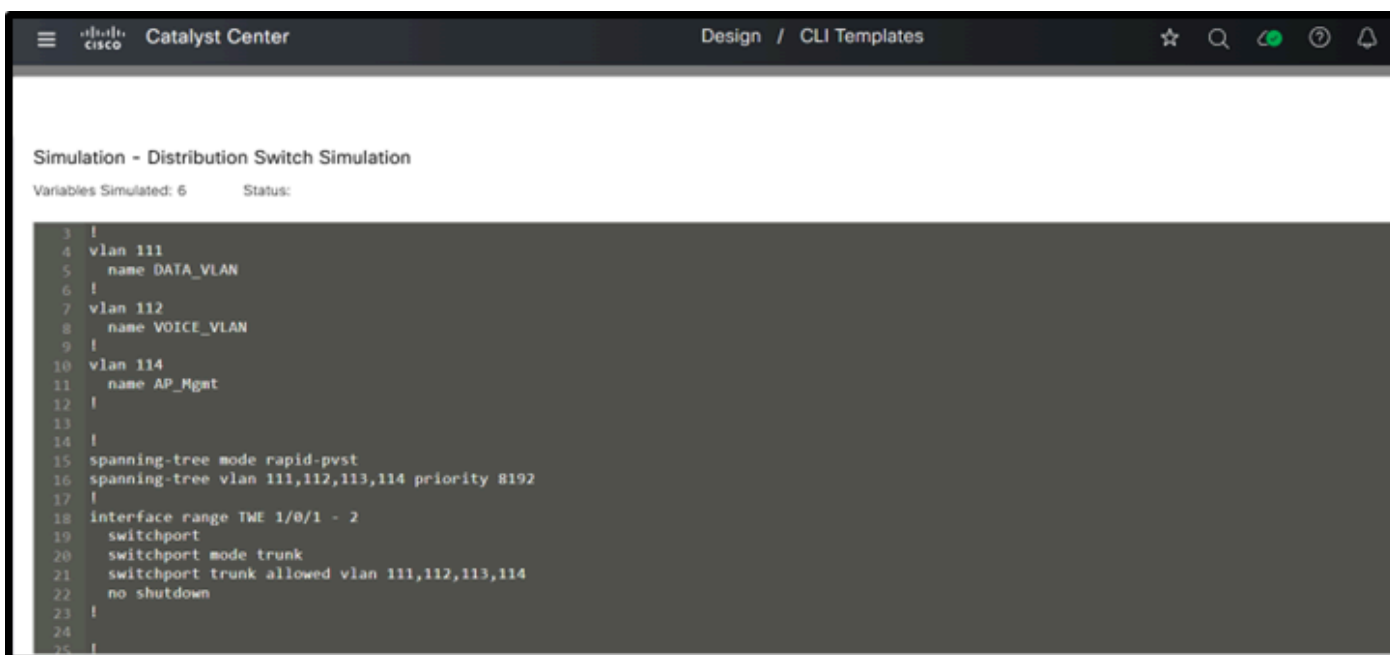 CISCO Catalyst Center Design / CLI Templates
Simulation - Distribution Switch Simulation
Variables Simulated: 6 Status:
3 !
4 vlan 111
5 name DATA_VLAN
6 !
7 vlan 112
8 name VOICE_VLAN
9 !
10 vlan 114
11 name AP_Mgmt
12 !
13
14 !
15 spanning-tree mode rapid-pvst
16 spanning-tree vlan 111,112,113,114 priority 8192
17 !
18 interface range TWE 1/0/1 - 2
19 switchport
20 switchport mode trunk
21 switchport trunk allowed vlan 111,112,113,114
22 no shutdown
23 !
24
25 !